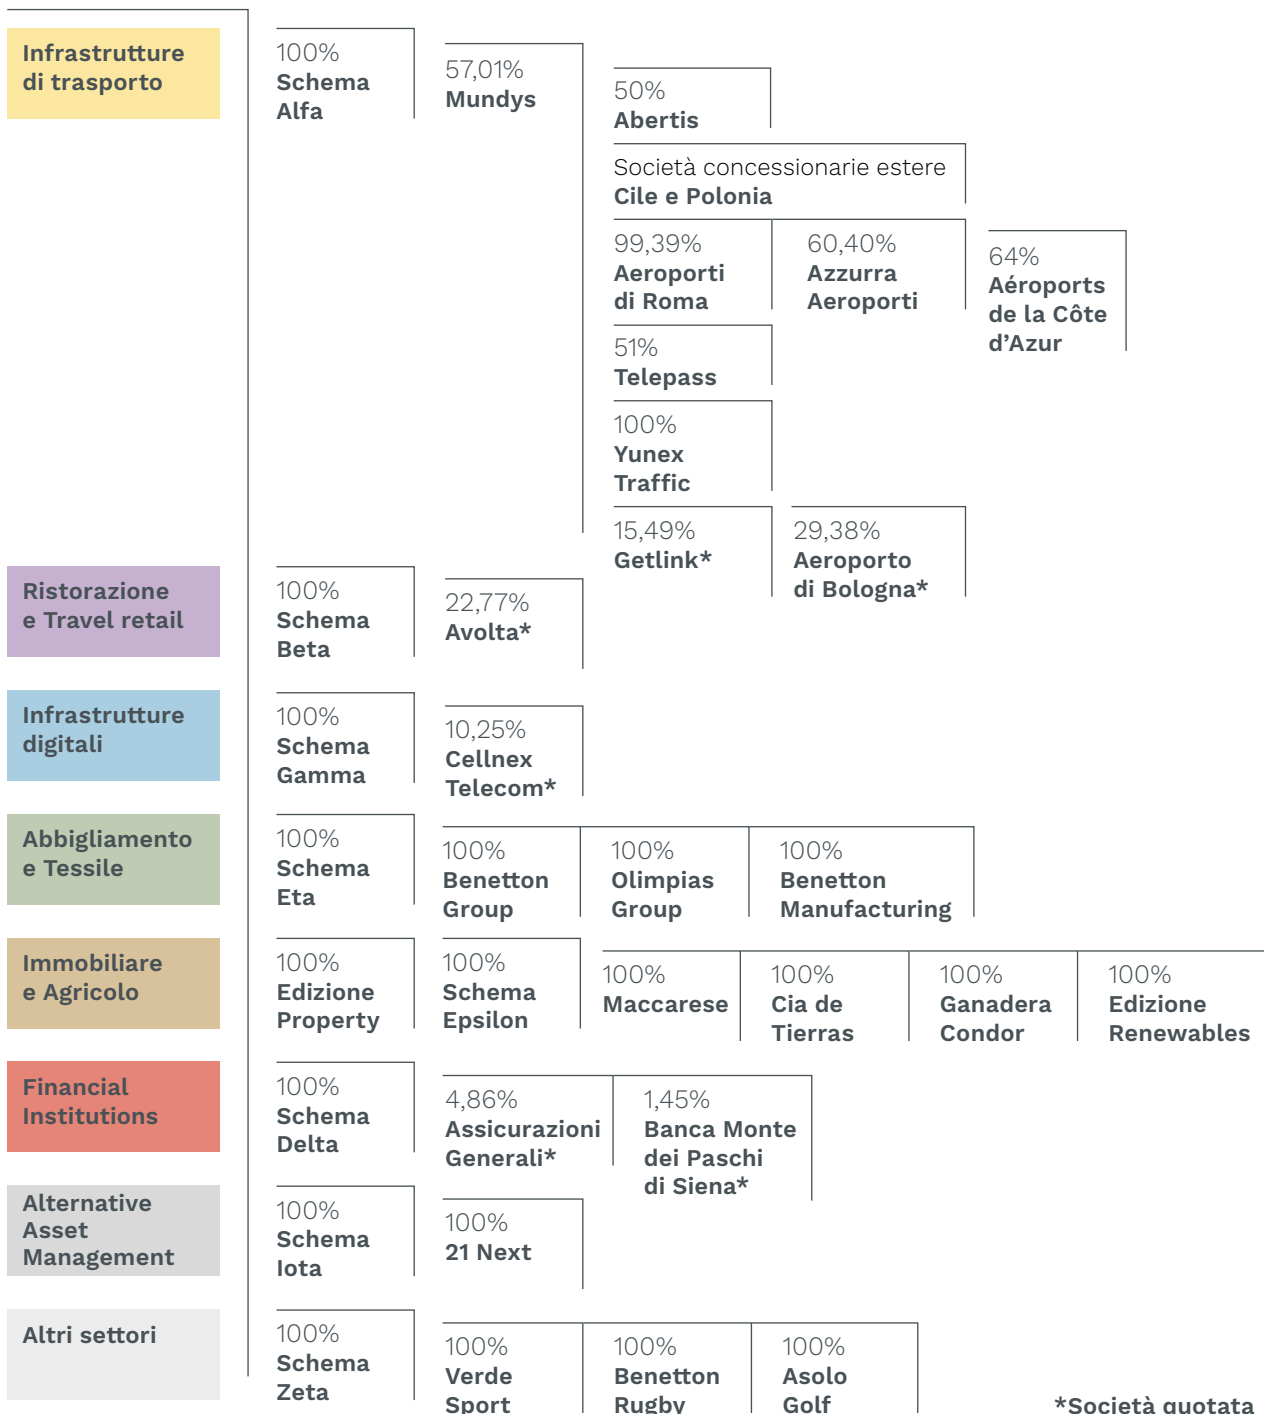 Infrastrutture
di trasporto
100%
Schema
Alfa
57,01%
Mundys
50%
Abertis
Società concessionarie estere
Cile e Polonia
99,39%
Aeroporti
di Roma
60,40%
Azzurra
Aeroporti
64%
Aéroports
de la Côte
d’Azur
51%
Telepass
100%
Yunex
Traffic
15,49%
Getlink*
29,38%
Aeroporto
di Bologna*
Ristorazione
e Travel retail
100%
Schema
Beta
22,77%
Avolta*
Infrastrutture
digitali
100%
Schema
Gamma
10,25%
Cellnex
Telecom*
Abbigliamento
e Tessile
100%
Schema
Eta
100%
Benetton
Group
100%
Olimpias
Group
100%
Benetton
Manufacturing
Immobiliare
e Agricolo
100%
Edizione
Property
100%
Schema
Epsilon
100%
Maccarese
100%
Cia de
Tierras
100%
Ganadera
Condor
100%
Edizione
Renewables
Financial
Institutions
100%
Schema
Delta
4,86%
Assicurazioni
Generali*
1,45%
Banca Monte
dei Paschi
di Siena*
Alternative
Asset
Management
100%
Schema
Iota
100%
21 Next
Altri settori
100%
Schema
Zeta
100%
Verde
Sport
100%
Benetton
Rugby
100%
Asolo
Golf
*Società quotata